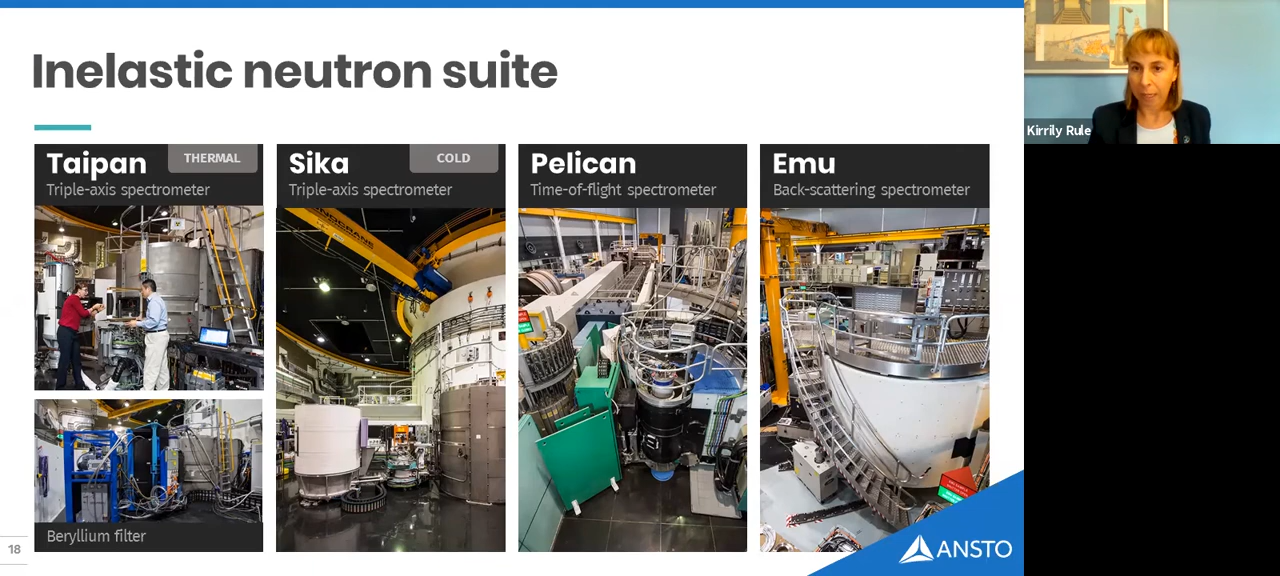 Inelastic neutron suite
Taipan
THERMAL
Triple-axis spectrometer
Beryllium filter
Sika
COLD
Triple-axis spectrometer
Pelican
Time-of-flight spectrometer
Emu
Back-scattering spectrometer
18
ANSTO
Kirrily Rule